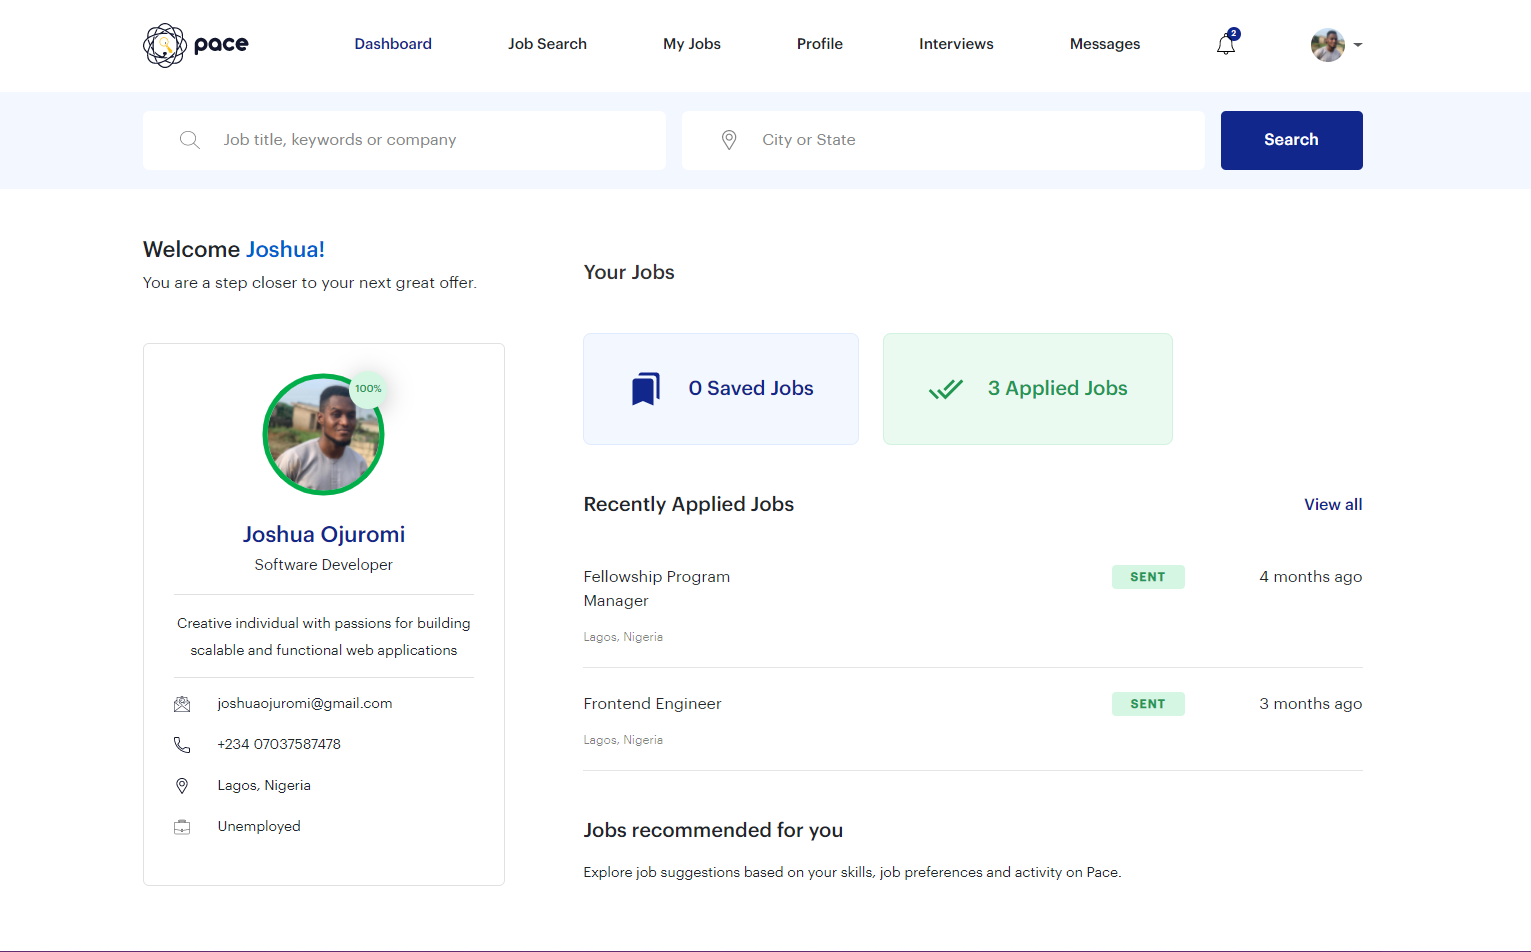 pace
Dashboard
Job Search
My Jobs
Profile
Interviews
Messages
2
Job title, keywords or company
City or State
Search
Welcome Joshua!
You are a step closer to your next great offer.
100%
Joshua Ojuromi
Software Developer
Creative individual with passions for building
scalable and functional web applications
joshuaojuromi@gmail.com
+234 07037587478
Lagos, Nigeria
Unemployed
Your Jobs
0 Saved Jobs
3 Applied Jobs
Recently Applied Jobs
View all
Fellowship Program
Manager
SENT
4 months ago
Lagos, Nigeria
Frontend Engineer
SENT
3 months ago
Lagos, Nigeria
Jobs recommended for you
Explore job suggestions based on your skills, job preferences and activity on Pace.